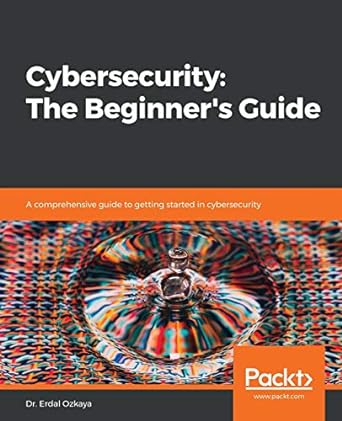 Cybersecurity:
The Beginner's Guide
A comprehensive guide to getting started in cybersecurity
Packt>
www.packt.com
Dr. Erdal Ozkaya